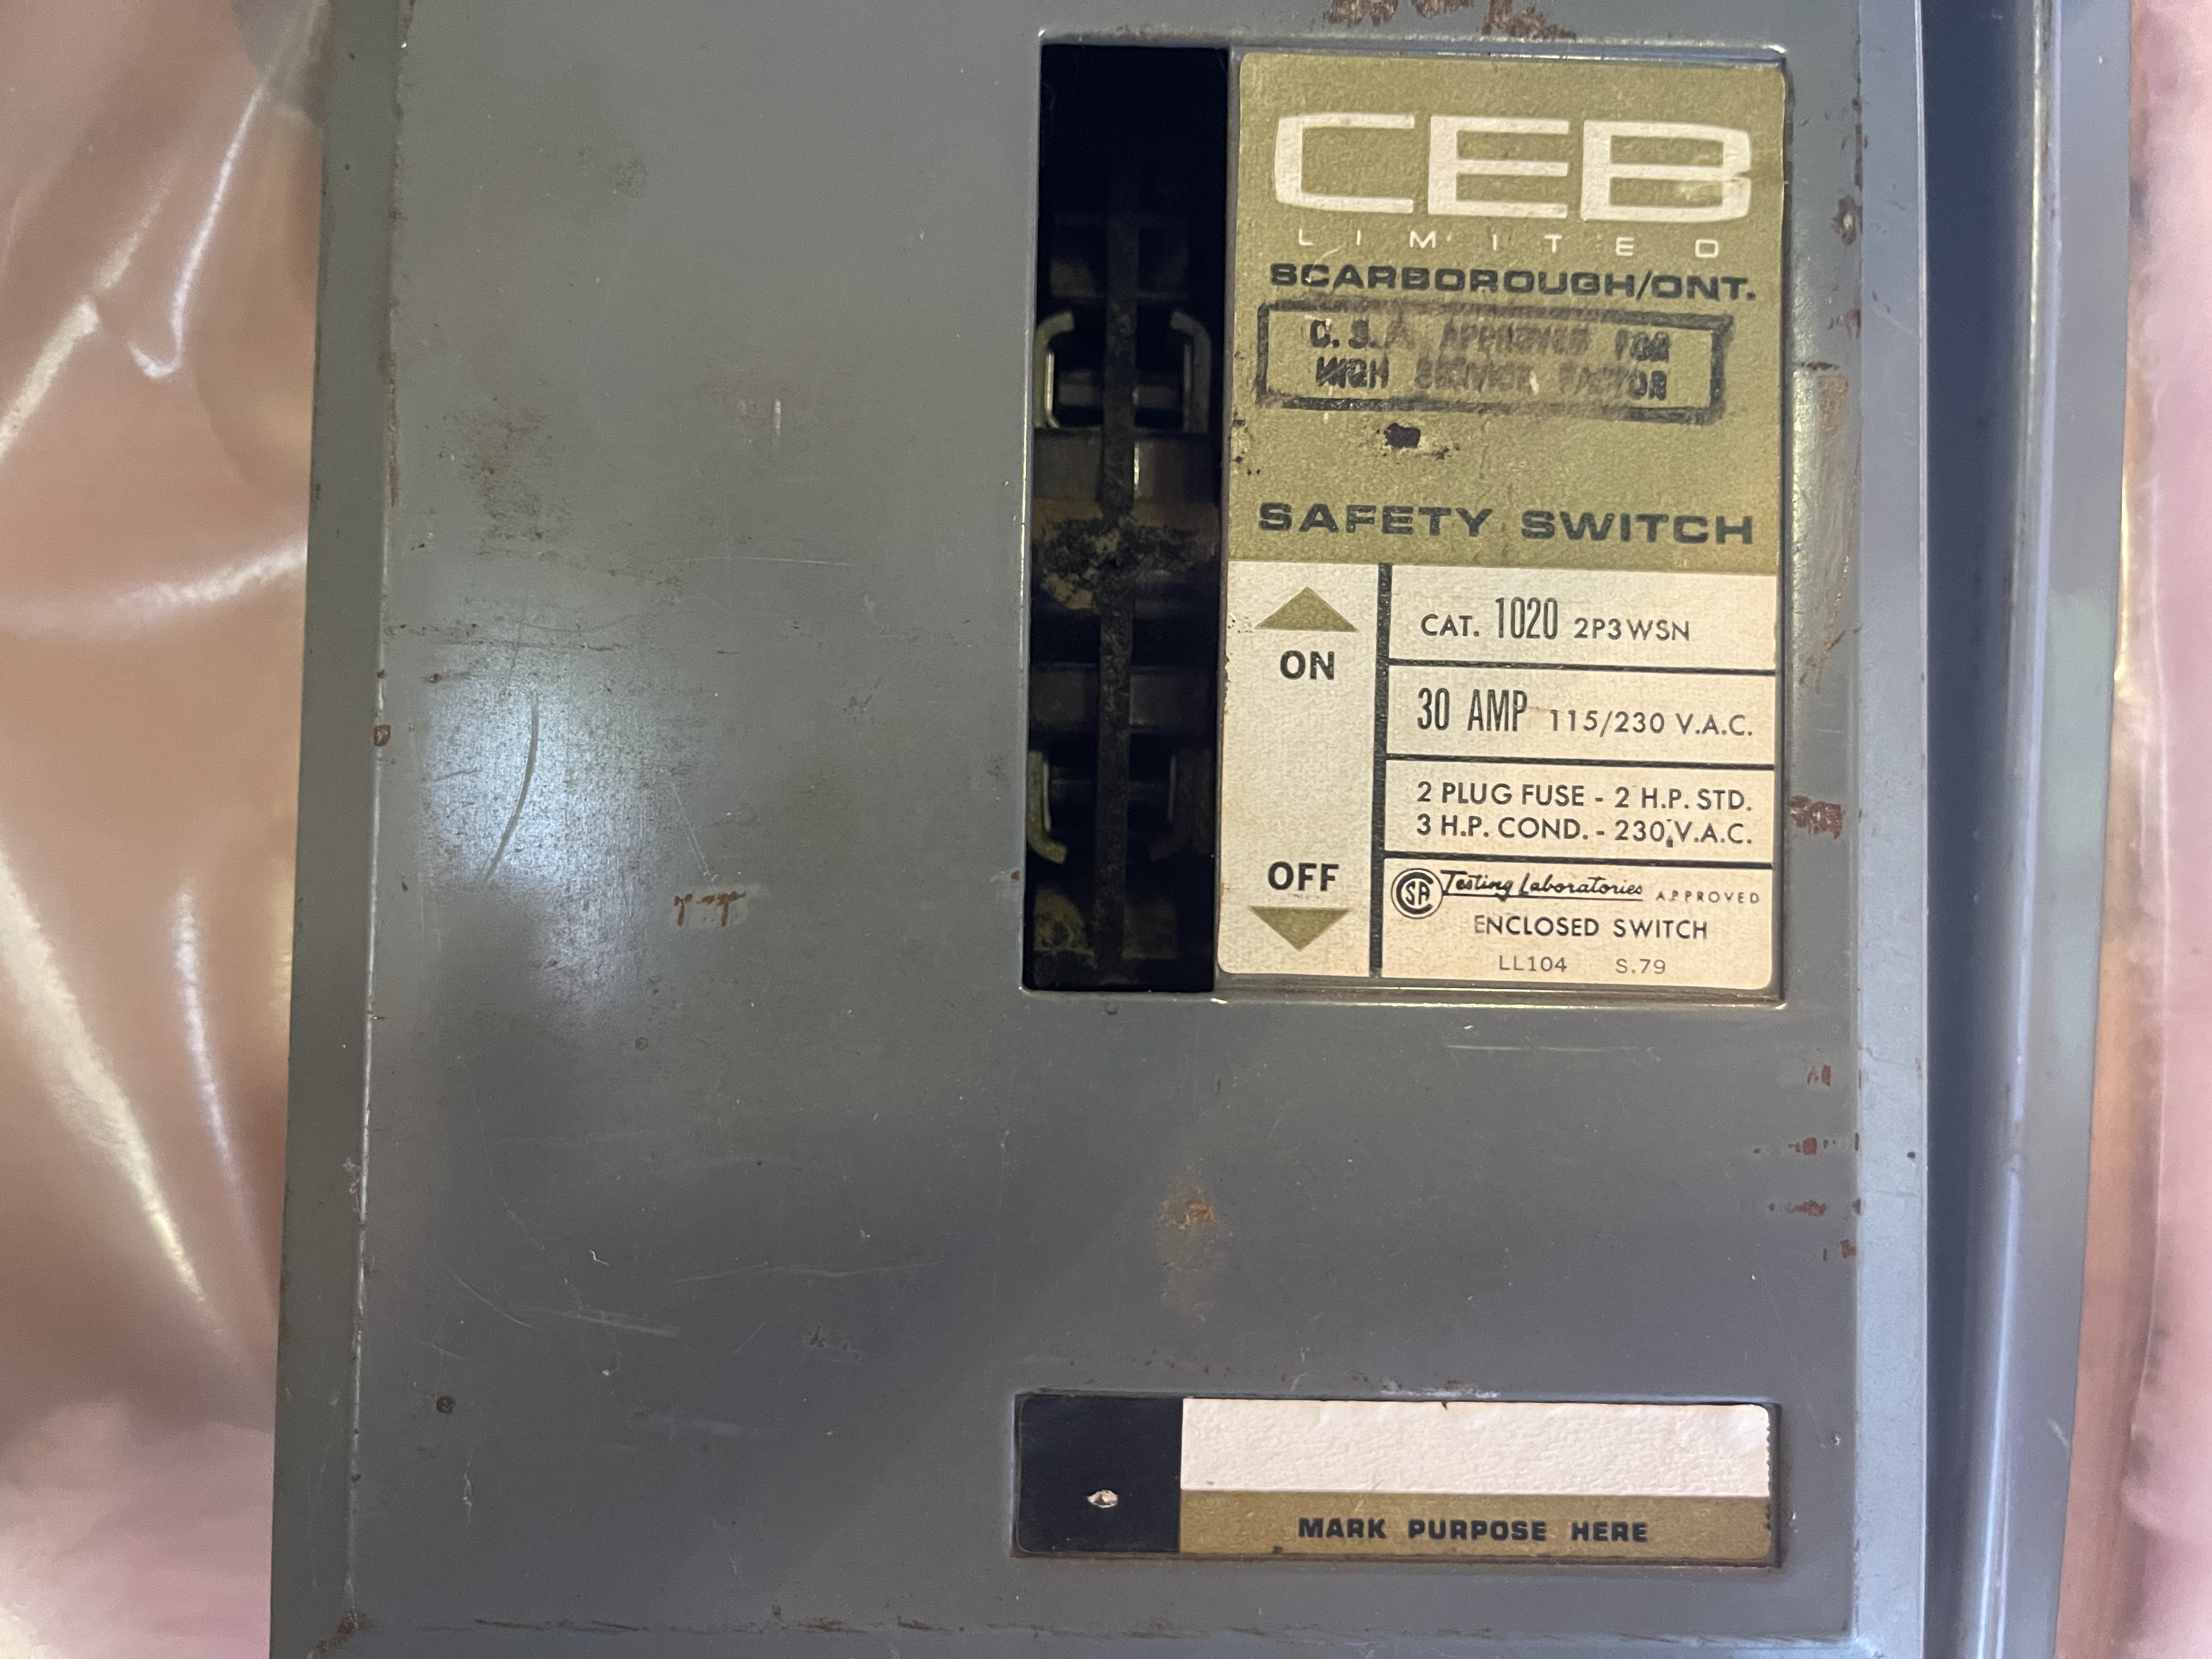 CEB
LIMITED
SCARBOROUGH/ONT.
C.S.A APPROVED FOR
HIGH SERVICE FACTOR
SAFETY SWITCH
ON
CAT. 1020 2P3WSN
30 AMP 115/230 V.A.C.
2 PLUG FUSE - 2 H.P. STD.
3 H.P. COND. - 230 V.A.C.
OFF
CSA Testing Laboratories APPROVED
ENCLOSED SWITCH
LL104 S.79
MARK PURPOSE HERE